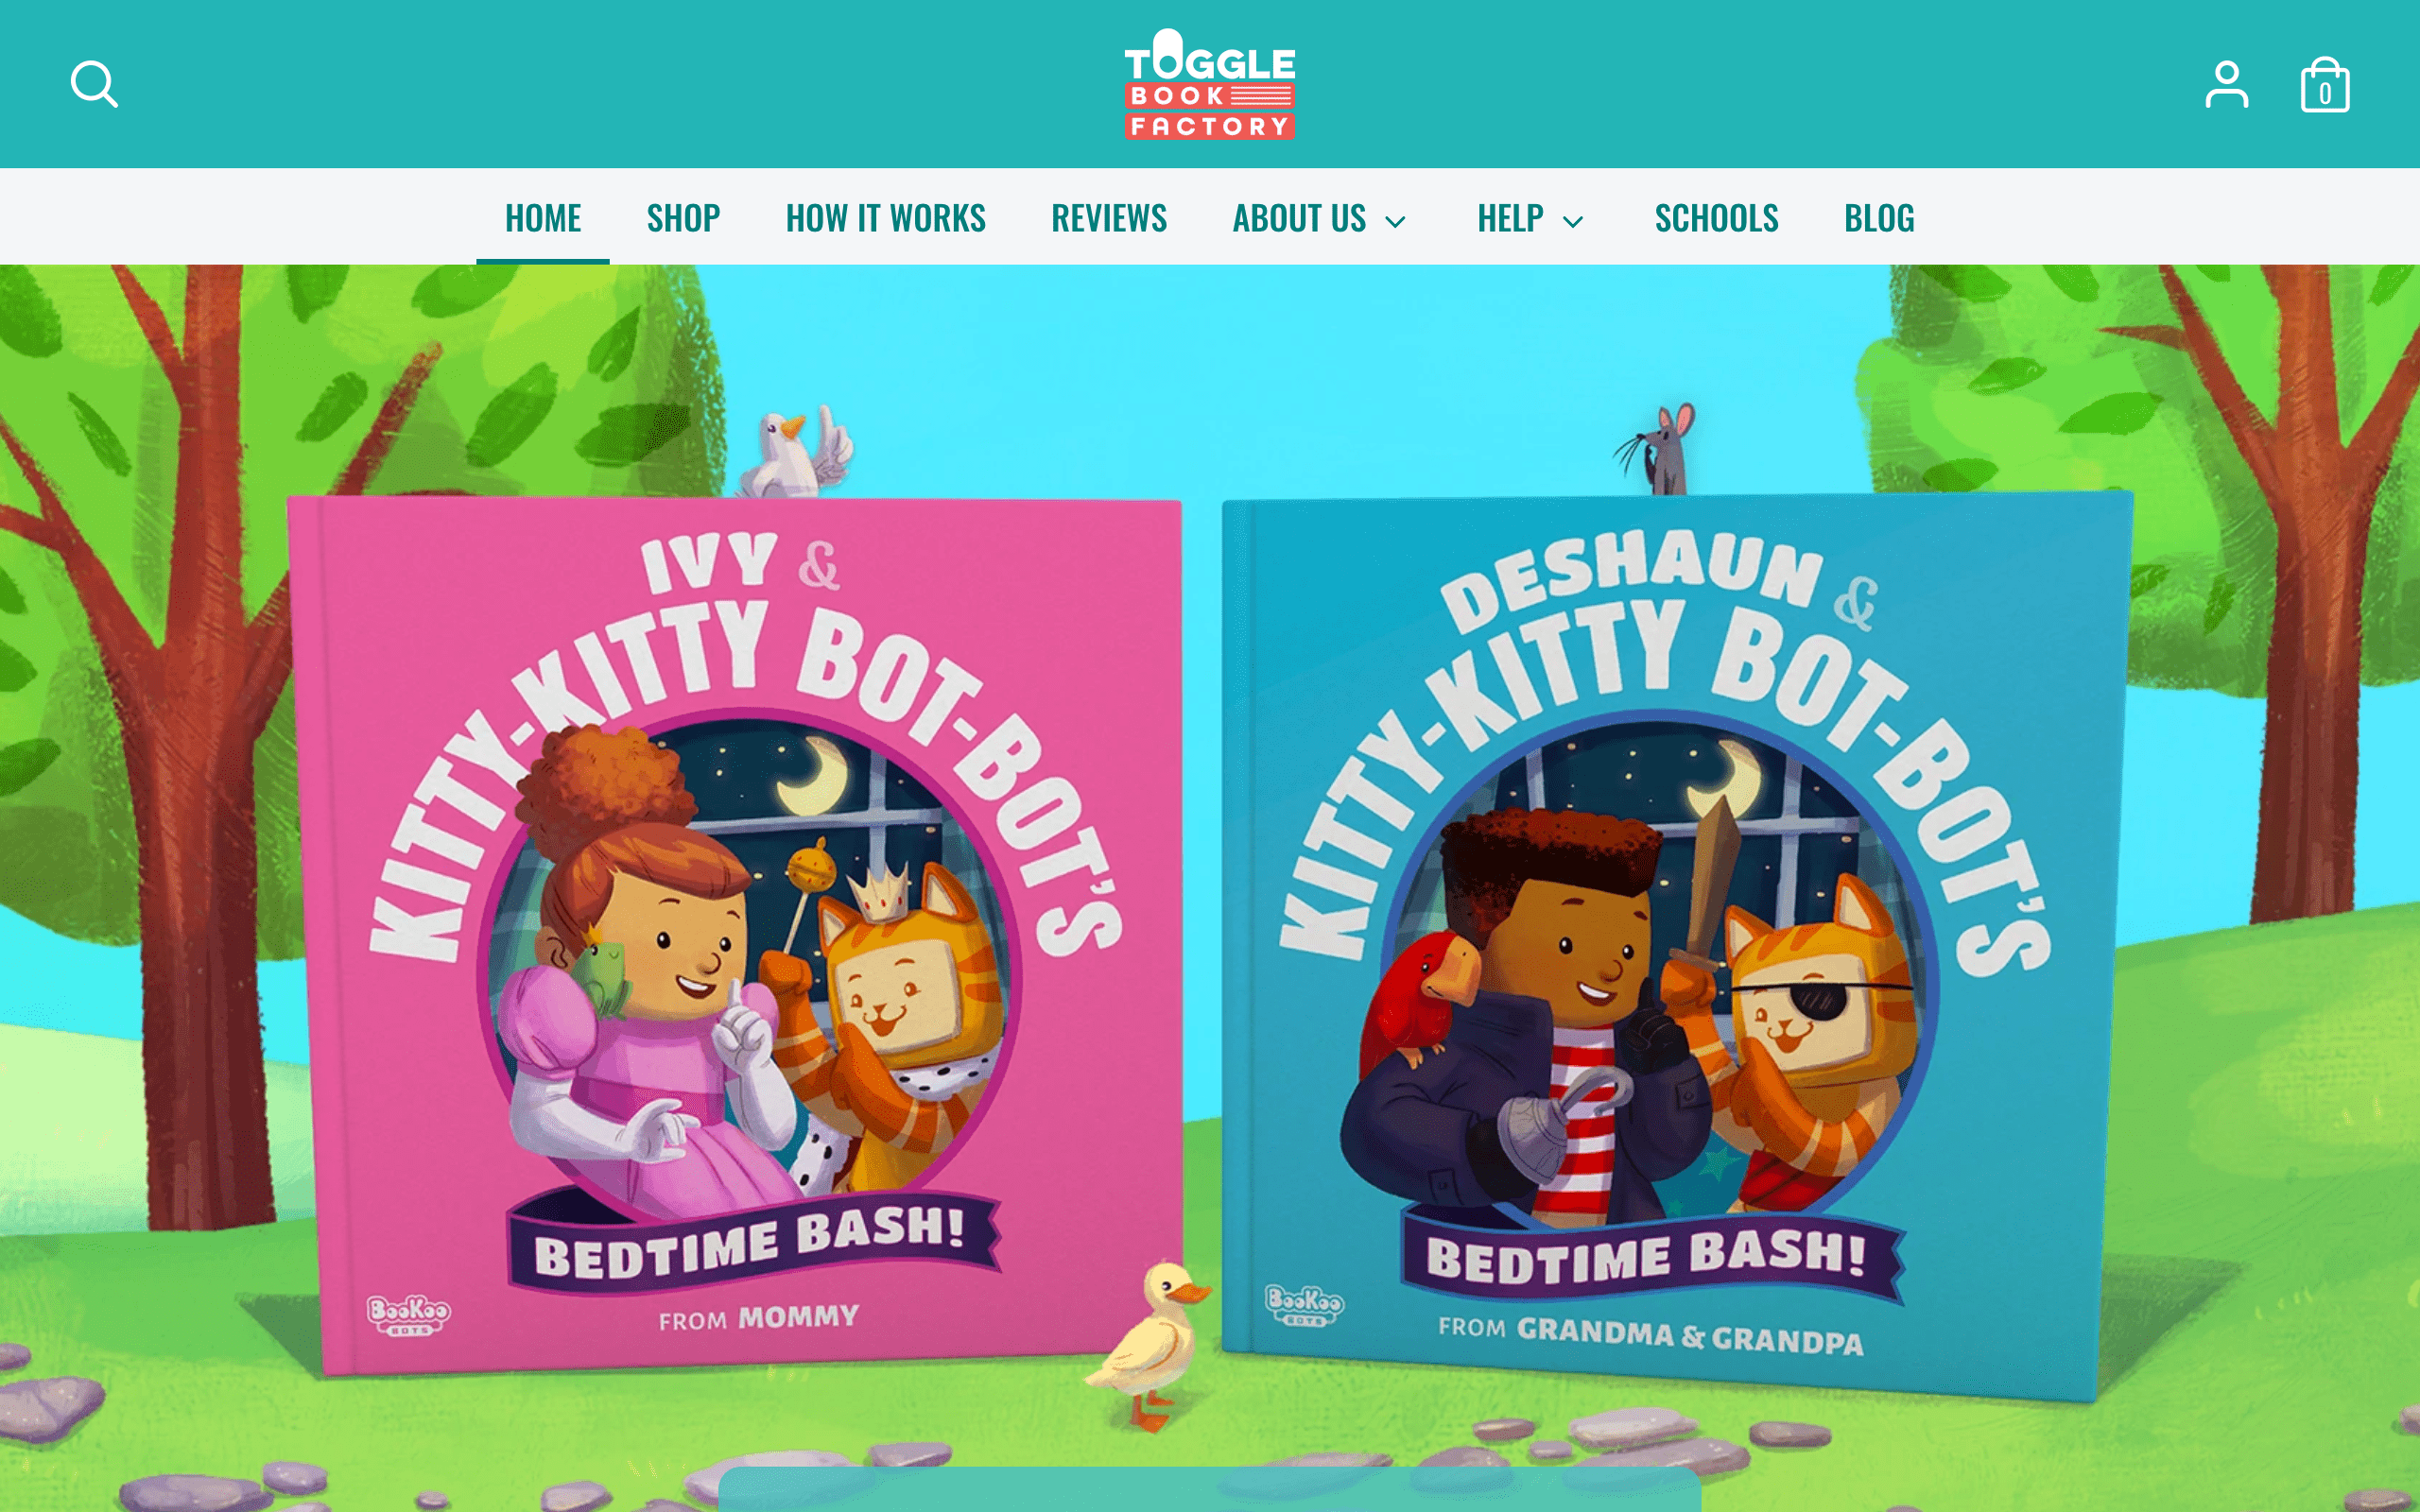 TOGGLE
BOOK
FACTORY
0
HOME SHOP HOW IT WORKS REVIEWS ABOUT US HELP SCHOOLS BLOG
IVY &
KITTY-KITTY BOT-BOT'S
BEDTIME BASH!
FROM MOMMY
BOOKOO
BOTS
DESHAUN &
KITTY-KITTY BOT-BOT'S
BEDTIME BASH!
FROM GRANDMA & GRANDPA
BOOKOO
BOTS